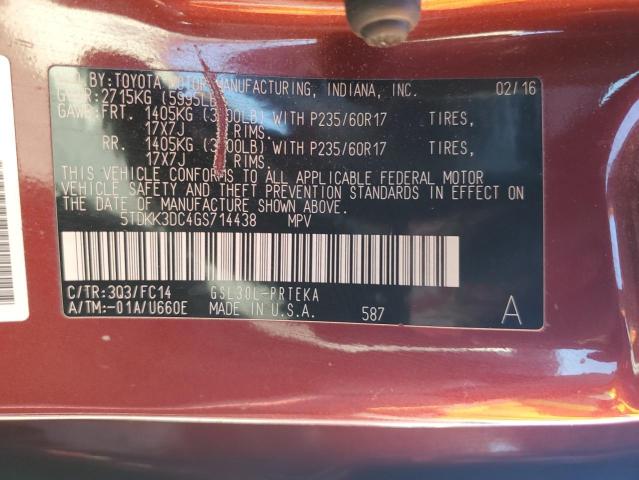 BY: TOYOTA MOTOR MANUFACTURING, INDIANA, INC. 02/16
GVWR: 2715KG (5995LB)
GAWR: FRT. 1405KG (3100LB) WITH P235/60R17 TIRES,
17X7J RIMS,
RR. 1405KG (3100LB) WITH P235/60R17 TIRES,
17X7J RIMS.
THIS VEHICLE CONFORMS TO ALL APPLICABLE FEDERAL MOTOR
VEHICLE SAFETY AND THEFT PREVENTION STANDARDS IN EFFECT ON
THE DATE OF MANUFACTURE SHOWN ABOVE.
5TDKK3DC4GS714438 MPV
C/TR: 3Q3/FC14 GSL30L-PRTEKA
A/TM:-01A/U660E MADE IN U.S.A. 587 A